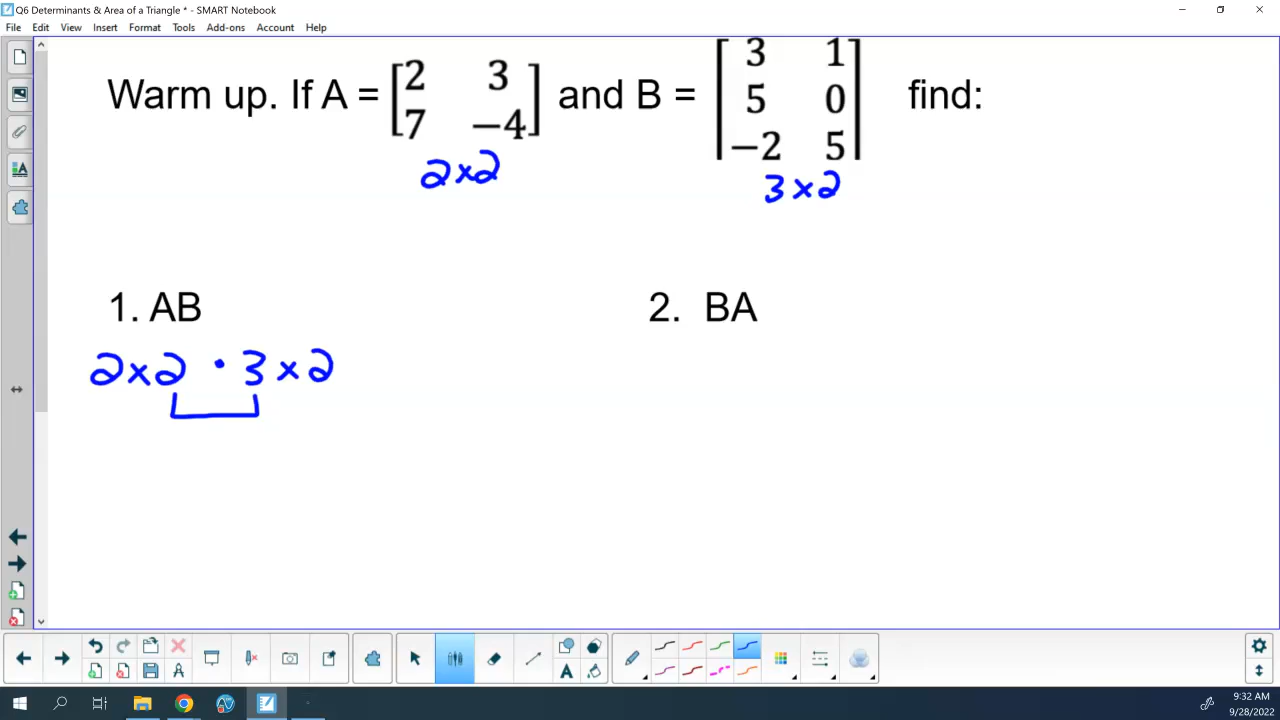 Q6 Determinants & Area of a Triangle * - SMART Notebook
File Edit View Insert Format Tools Add-ons Account Help
Warm up. If A = [2 3 7 −4] and B = [3 1 5 0 −2 5] find:
2×2 3×2
1. AB 2. BA
2×2 · 3×2
A
9:32 AM
9/28/2022